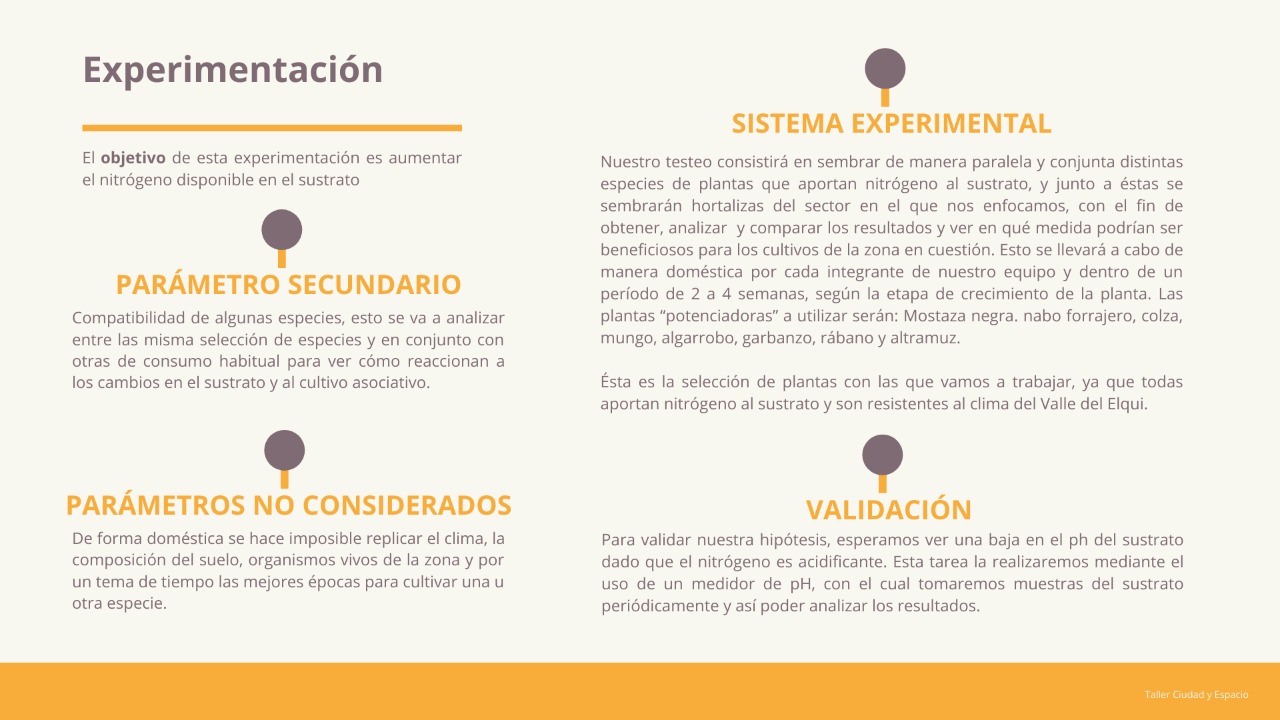 Experimentación
El objetivo de esta experimentación es aumentar
el nitrógeno disponible en el sustrato
PARÁMETRO SECUNDARIO
Compatibilidad de algunas especies, esto se va a analizar
entre las misma selección de especies y en conjunto con
otras de consumo habitual para ver cómo reaccionan a
los cambios en el sustrato y al cultivo asociativo.
PARÁMETROS NO CONSIDERADOS
De forma doméstica se hace imposible replicar el clima, la
composición del suelo, organismos vivos de la zona y por
un tema de tiempo las mejores épocas para cultivar una u
otra especie.
SISTEMA EXPERIMENTAL
Nuestro testeo consistirá en sembrar de manera paralela y conjunta distintas
especies de plantas que aportan nitrógeno al sustrato, y junto a éstas se
sembrarán hortalizas del sector en el que nos enfocamos, con el fin de
obtener, analizar  y comparar los resultados y ver en qué medida podrían ser
beneficiosos para los cultivos de la zona en cuestión. Esto se llevará a cabo de
manera doméstica por cada integrante de nuestro equipo y dentro de un
período de 2 a 4 semanas, según la etapa de crecimiento de la planta. Las
plantas “potenciadoras” a utilizar serán: Mostaza negra. nabo forrajero, colza,
mungo, algarrobo, garbanzo, rábano y altramuz.
Ésta es la selección de plantas con las que vamos a trabajar, ya que todas
aportan nitrógeno al sustrato y son resistentes al clima del Valle del Elqui.
VALIDACIÓN
Para validar nuestra hipótesis, esperamos ver una baja en el ph del sustrato
dado que el nitrógeno es acidificante. Esta tarea la realizaremos mediante el
uso de un medidor de pH, con el cual tomaremos muestras del sustrato
periódicamente y así poder analizar los resultados.
Taller Ciudad y Espacio